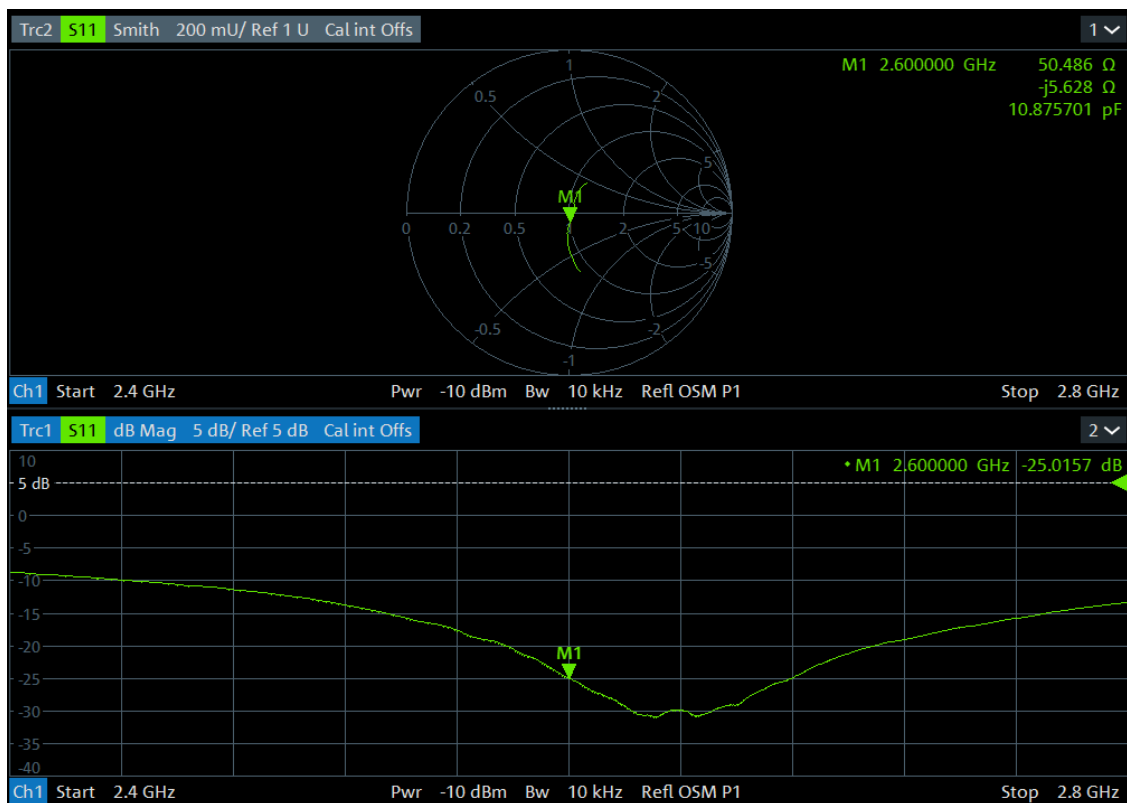 Trc2 S11 Smith 200 mU/ Ref 1 U Cal int Offs 1
M1 2.600000 GHz 50.486 Ω
-j5.628 Ω
10.875701 pF
1
0.5 2
5
M1
0 0.2 0.5 1 2 5 10
-5
-0.5 -2
-1
Ch1 Start 2.4 GHz Pwr -10 dBm Bw 10 kHz Refl OSM P1 Stop 2.8 GHz
Trc1 S11 dB Mag 5 dB/ Ref 5 dB Cal int Offs 2
10
• M1 2.600000 GHz -25.0157 dB
5 dB
0
-5
-10
-15
-20
M1
-25
-30
-35
-40
Ch1 Start 2.4 GHz Pwr -10 dBm Bw 10 kHz Refl OSM P1 Stop 2.8 GHz